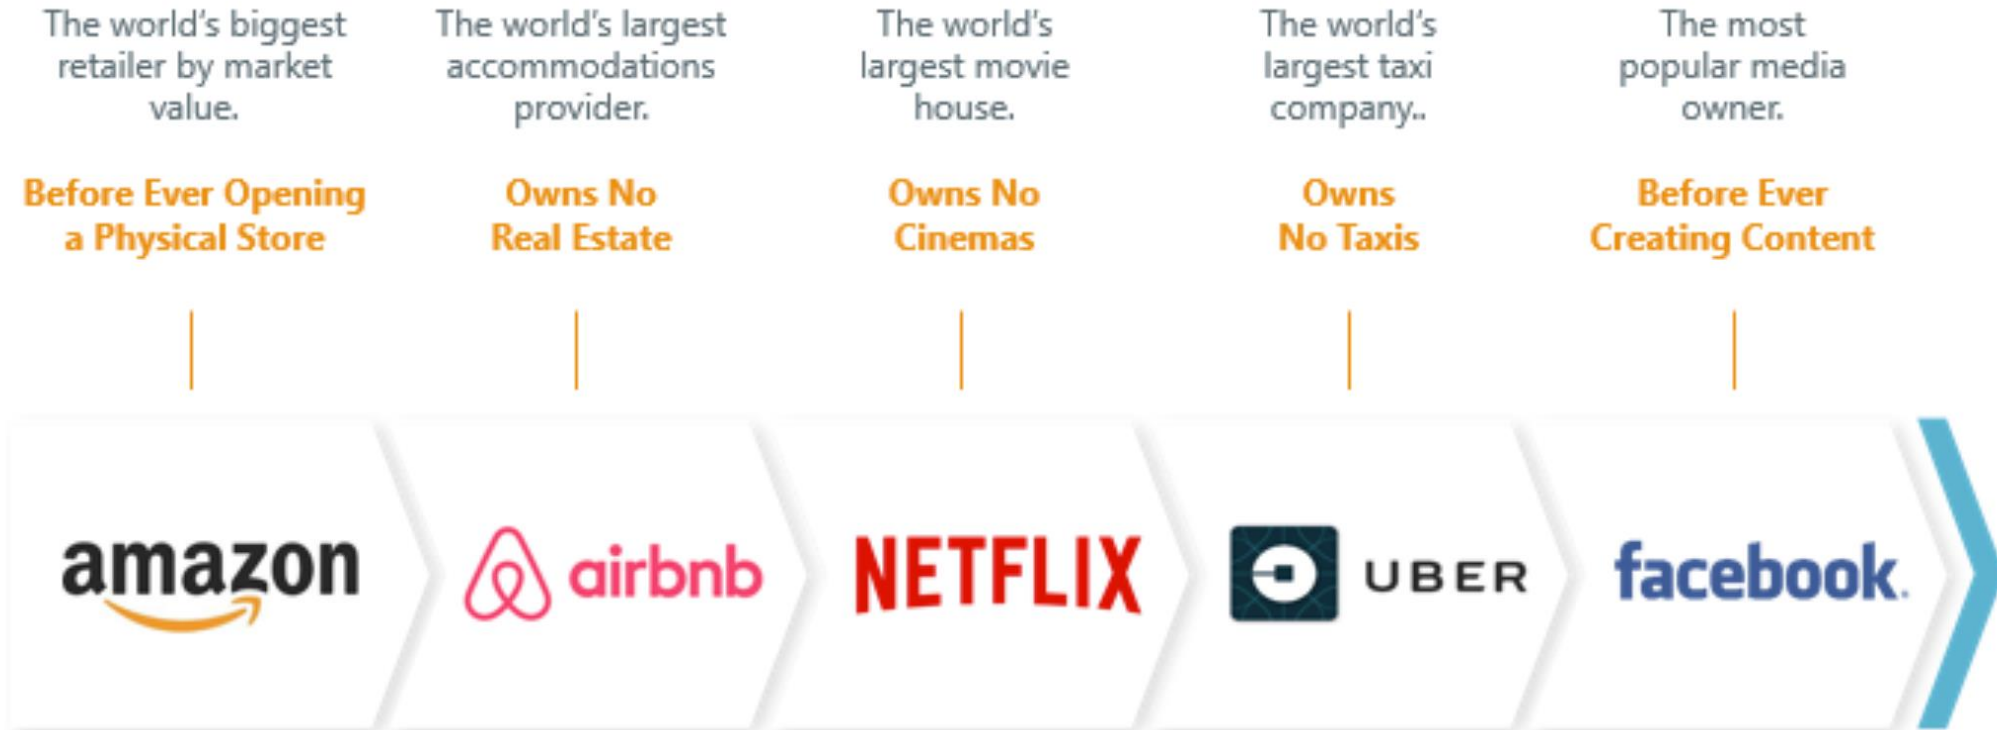 The world's biggest
retailer by market
value.
Before Ever Opening
a Physical Store
The world's largest
accommodations
provider.
Owns No
Real Estate
The world's
largest movie
house.
Owns No
Cinemas
The world's
largest taxi
company..
Owns
No Taxis
The most
popular media
owner.
Before Ever
Creating Content
amazon
airbnb
NETFLIX
UBER
facebook.